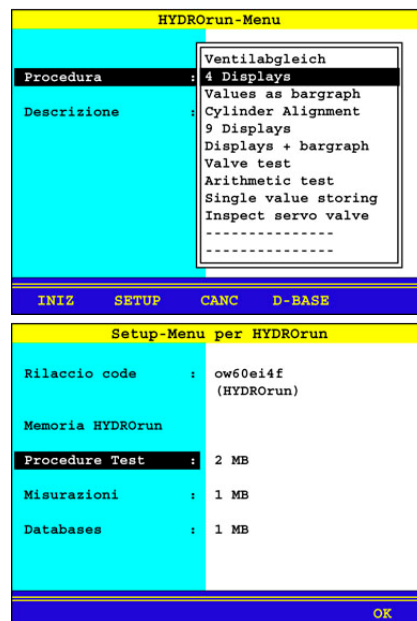 HYDROrun-Menu
Ventilabgleich
Procedura : 4 Displays
Values as bargraph
Descrizione : Cylinder Alignment
9 Displays
Displays + bargraph
Valve test
Arithmetic test
Single value storing
Inspect servo valve
---------------
---------------
INIZ SETUP CANC D-BASE
Setup-Menu per HYDROrun
Rilaccio code : ow60ei4f
(HYDROrun)
Memoria HYDROrun
Procedure Test : 2 MB
Misurazioni : 1 MB
Databases : 1 MB
OK